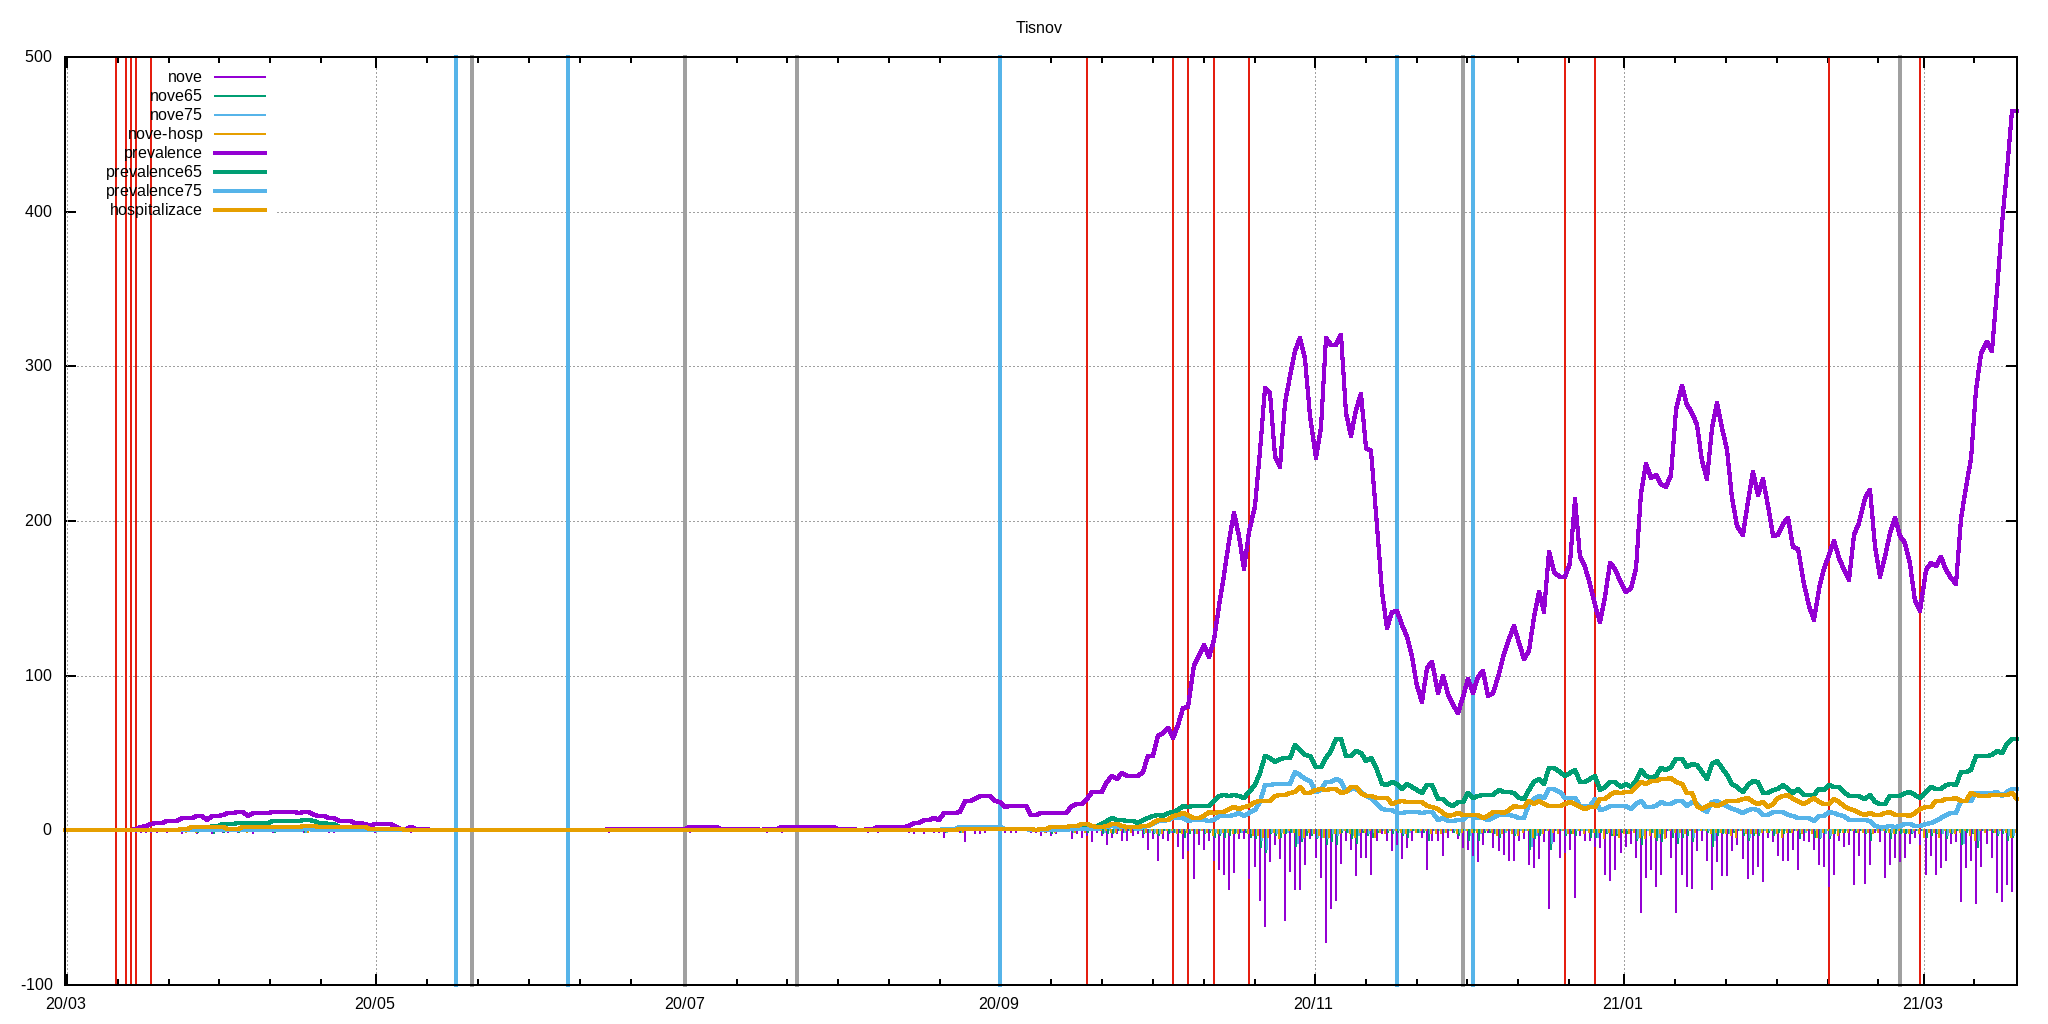 Tisnov
500
nove
nove65
nove75
nove-hosp
prevalence
prevalence65
prevalence75
hospitalizace
400
300
200
100
0
-100
20/03 20/05 20/07 20/09 20/11 21/01 21/03